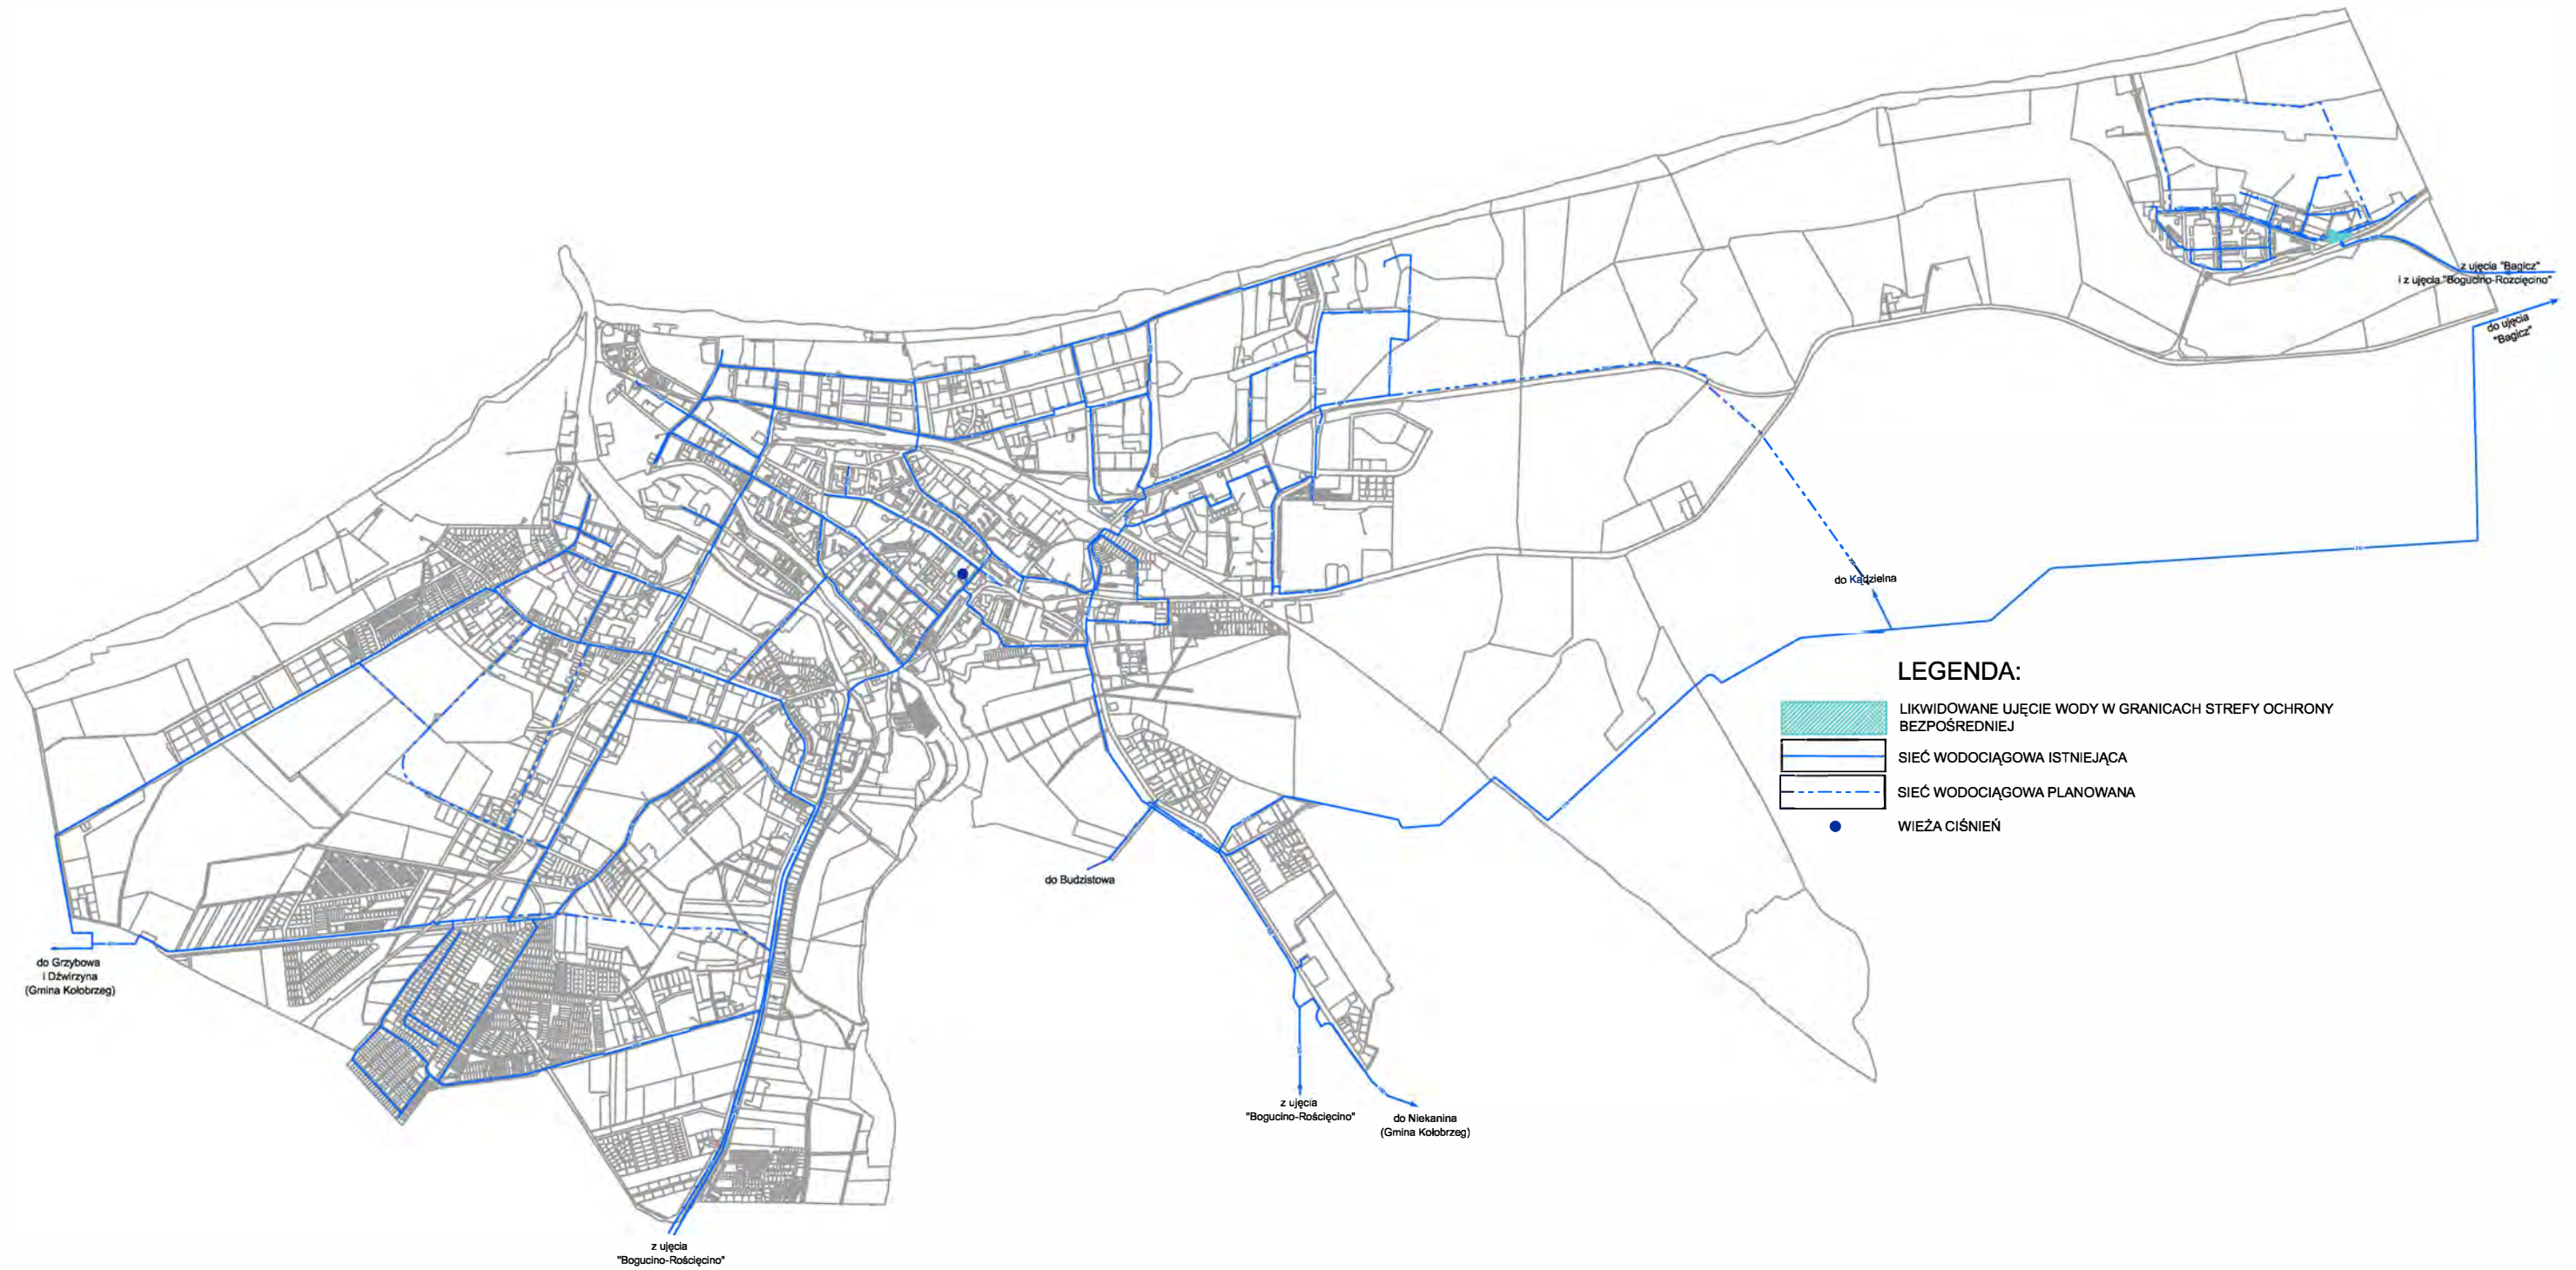 z ujęcia "Bagicz"
i z ujęcia "Bogucino-Rozcięcino"
do ujęcia
"Bagicz"
do Kądzielna
LEGENDA:
LIKWIDOWANE UJĘCIE WODY W GRANICACH STREFY OCHRONY
BEZPOŚREDNIEJ
SIEĆ WODOCIĄGOWA ISTNIEJĄCA
SIEĆ WODOCIĄGOWA PLANOWANA
WIEŻA CIŚNIEŃ
do Budzistowa
do Grzybowa
i Dźwirzyna
(Gmina Kołobrzeg)
z ujęcia
"Bogucino-Rościęcino"
do Niekanina
(Gmina Kołobrzeg)
z ujęcia
"Bogucino-Rościęcino"